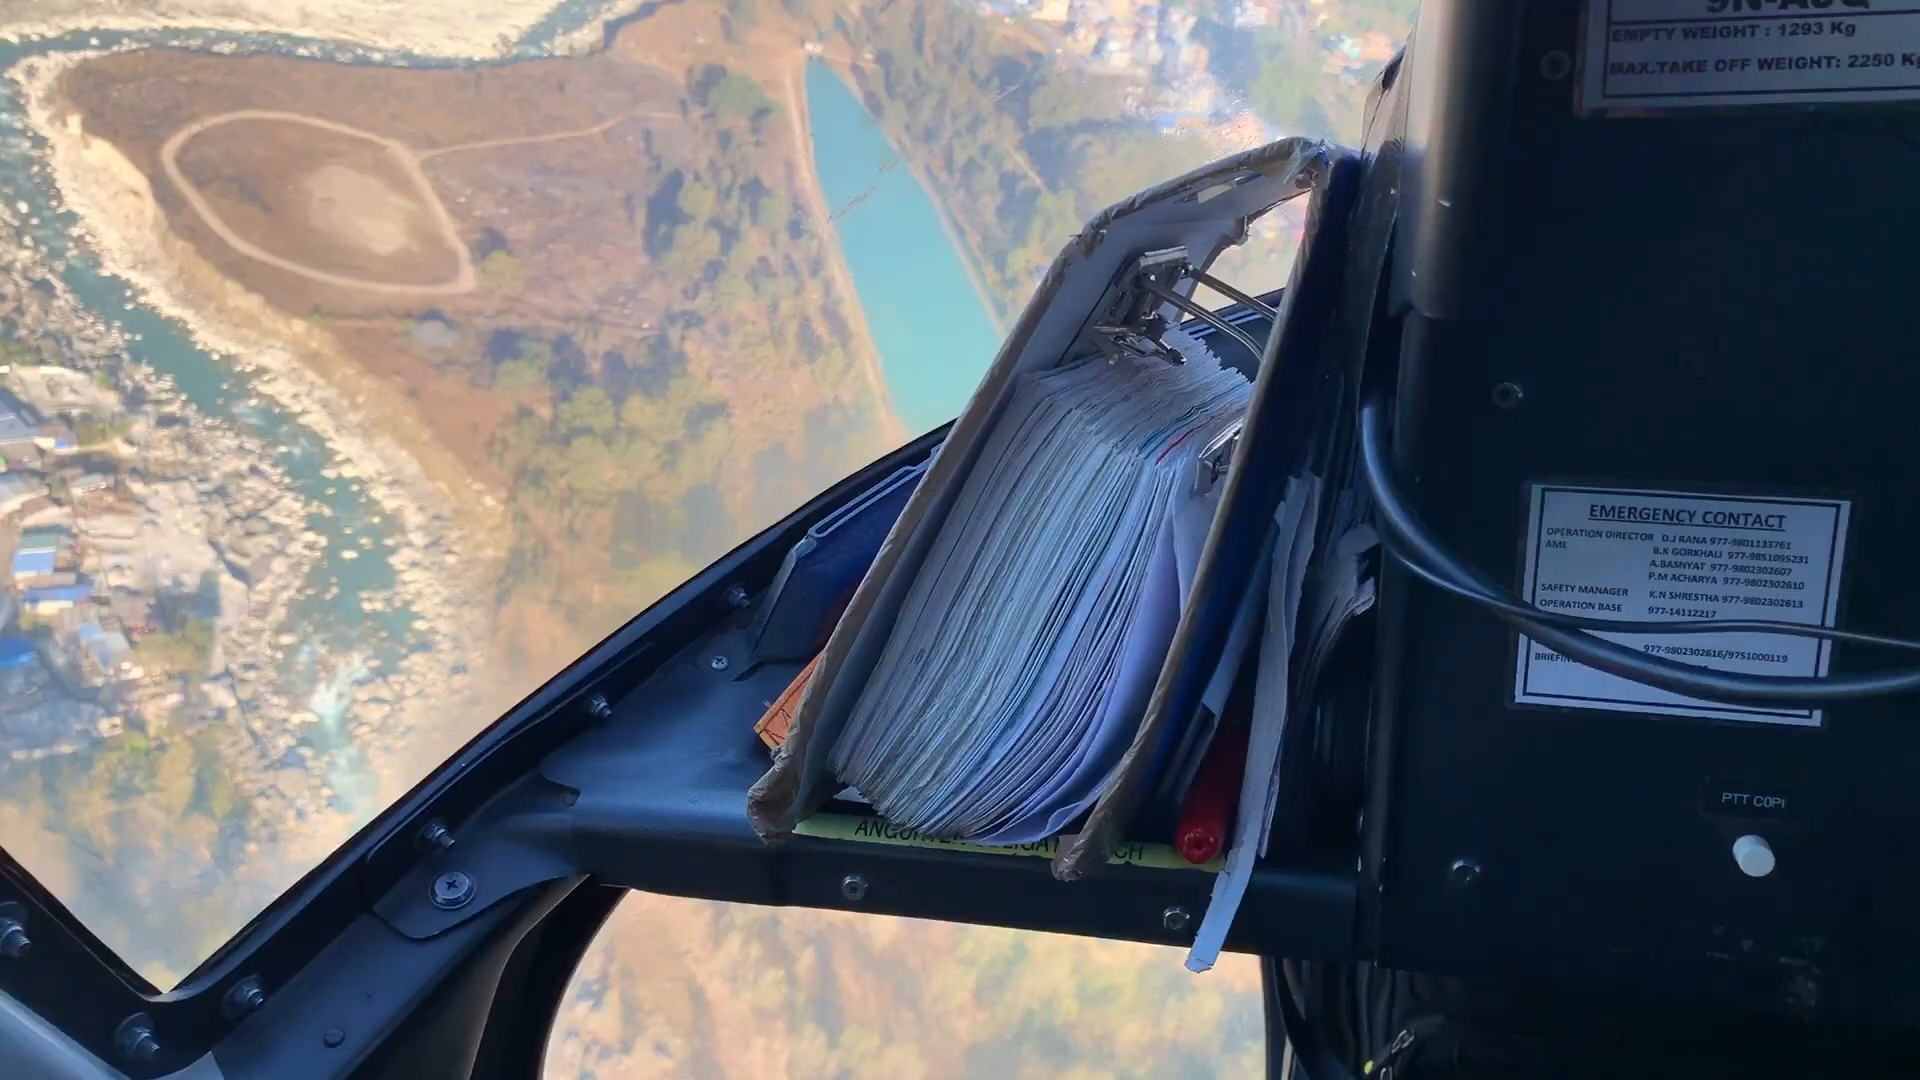 EMPTY WEIGHT : 1293 Kg
MAX.TAKE OFF WEIGHT: 2250 Kg
EMERGENCY CONTACT
OPERATION DIRECTOR D.J RANA 977-9801133761
AME B.K GORKHALI 977-9851095231
A.BASNYAT 977-9802302607
P.M ACHARYA 977-9802302610
SAFETY MANAGER K.N SHRESTHA 977-9802302613
OPERATION BASE 977-14112217
977-9802302616/9751000119
PTT COPI